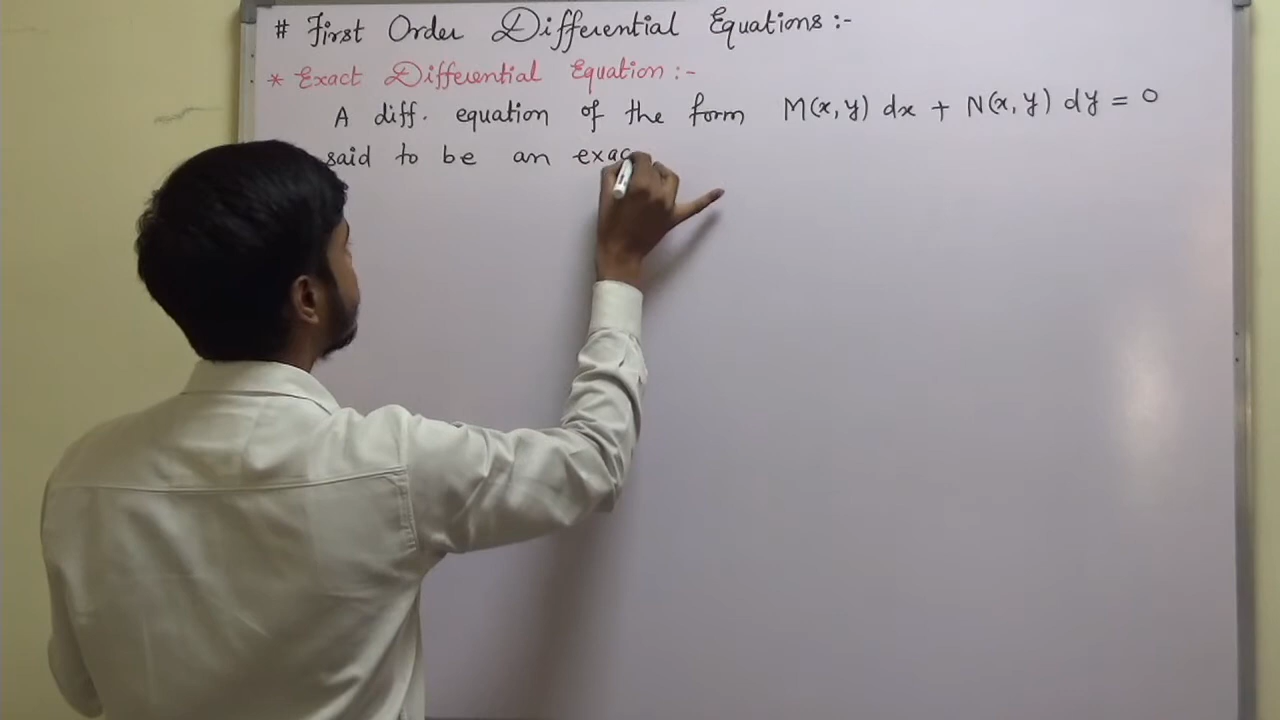 # First Order Differential Equations :-
* Exact Differential Equation :-
A diff. equation of the form M(x, y) dx + N(x, y) dy = 0
said to be an exac